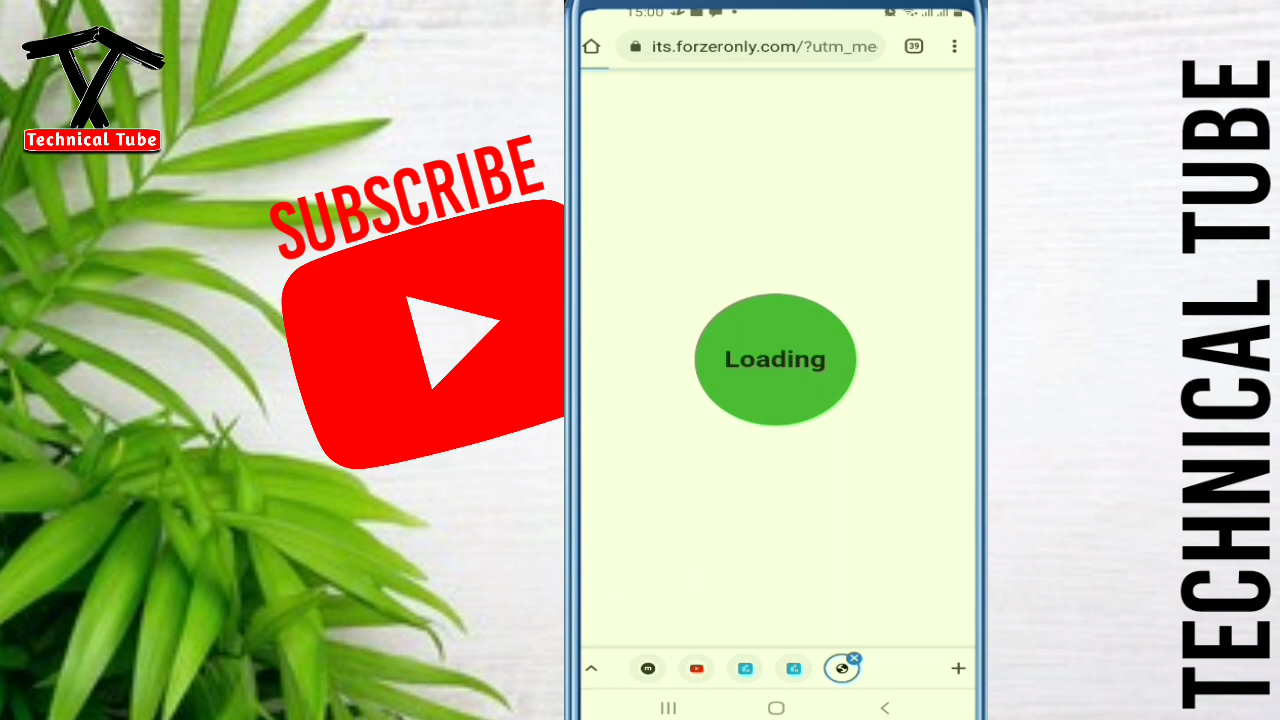 Technical Tube
SUBSCRIBE
15:00
its.forzeronly.com/?utm_me
39
Loading
TECHNICAL TUBE